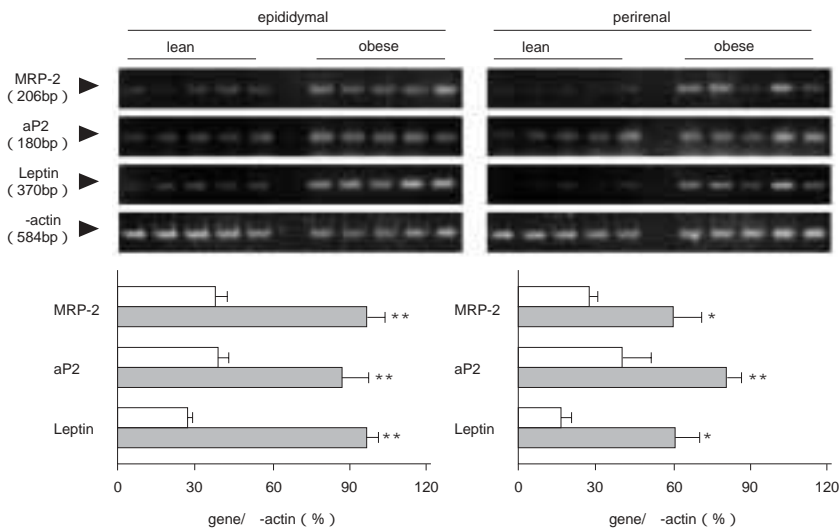 epididymal
perirenal
lean
obese
lean
obese
MRP-2
( 206bp )
aP2
( 180bp )
Leptin
( 370bp )
-actin
( 584bp )
MRP-2
**
aP2
**
Leptin
**
0 30 60 90 120
gene/ -actin ( % )
MRP-2
*
aP2
**
Leptin
*
0 30 60 90 120
gene/ -actin ( % )